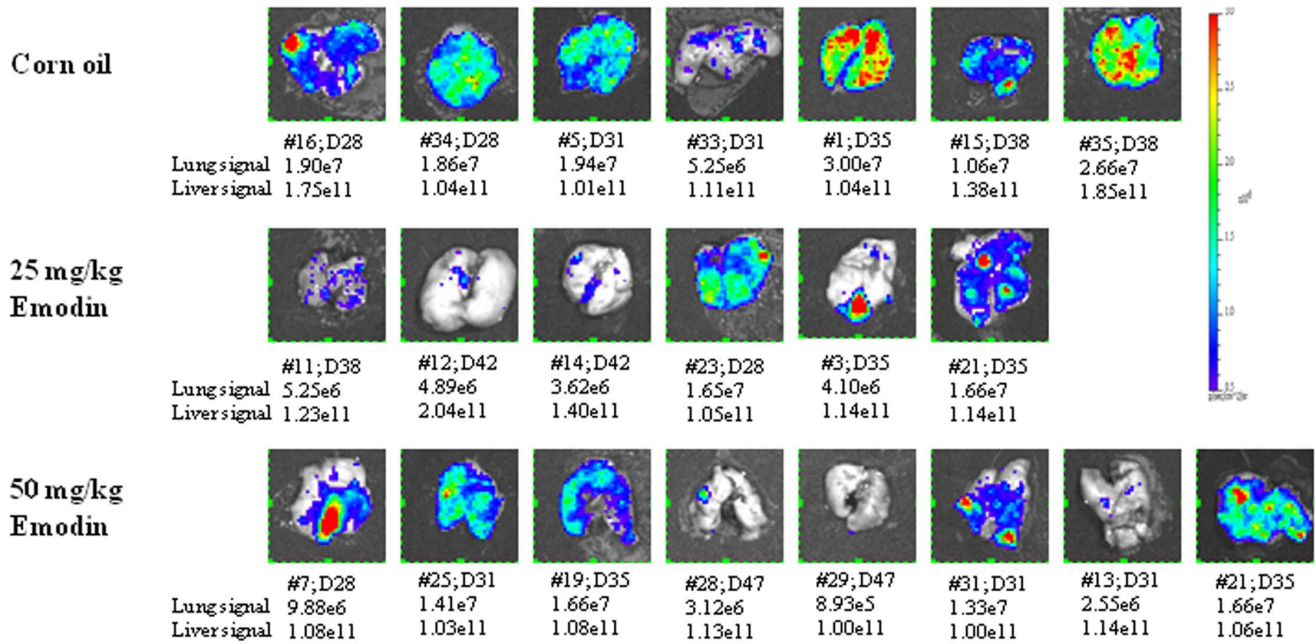 Corn oil
#16;D28 #34;D28 #5;D31 #33;D31 #1;D35 #15;D38 #35;D38
Lung signal 1.90e7 1.86e7 1.94e7 5.25e6 3.00e7 1.06e7 2.66e7
Liver signal 1.75e11 1.04e11 1.01e11 1.11e11 1.04e11 1.38e11 1.85e11
25 mg/kg
Emodin
#11;D38 #12;D42 #14;D42 #23;D28 #3;D35 #21;D35
Lung signal 5.25e6 4.89e6 3.62e6 1.65e7 4.10e6 1.66e7
Liver signal 1.23e11 2.04e11 1.40e11 1.05e11 1.14e11 1.14e11
50 mg/kg
Emodin
#7;D28 #25;D31 #19;D35 #28;D47 #29;D47 #31;D31 #13;D31 #21;D35
Lung signal 9.88e6 1.41e7 1.66e7 3.12e6 8.93e5 1.33e7 2.55e6 1.66e7
Liver signal 1.08e11 1.03e11 1.08e11 1.13e11 1.00e11 1.00e11 1.14e11 1.06e11